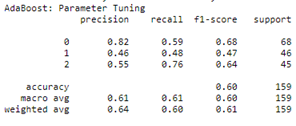 AdaBoost: Parameter Tuning
precision recall f1-score support
0 0.82 0.59 0.68 68
1 0.46 0.48 0.47 46
2 0.55 0.76 0.64 45
accuracy 0.60 159
macro avg 0.61 0.61 0.60 159
weighted avg 0.64 0.60 0.61 159